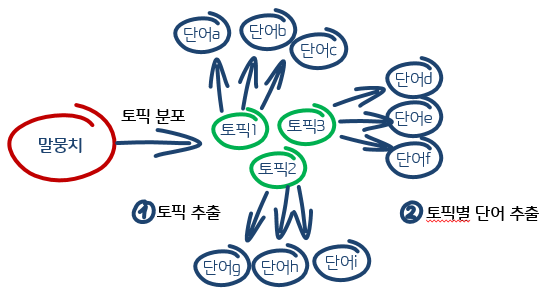 단어a
단어b
단어c
단어d
토픽 분포
토픽1
토픽3
단어e
말뭉치
단어f
토픽2
① 토픽 추출
② 토픽별 단어 추출
단어g
단어h
단어i